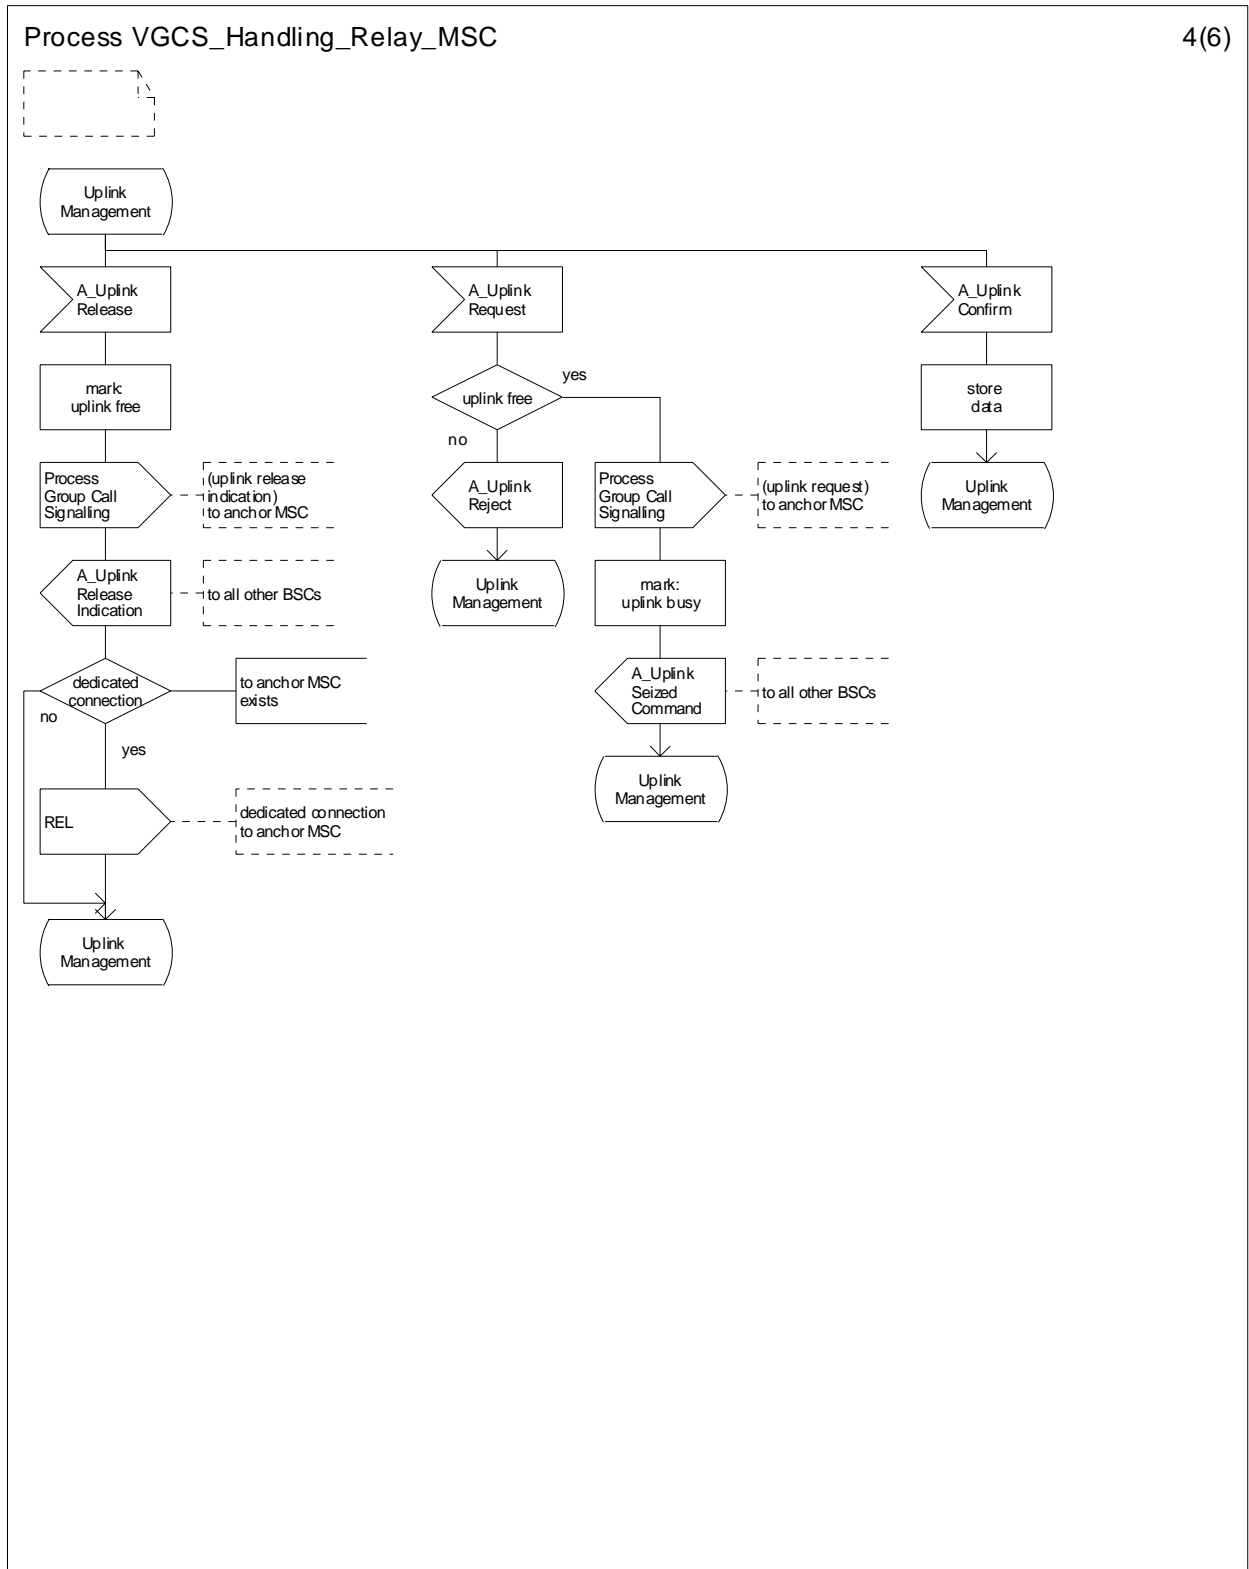 Process VGCS_Handling_Relay_MSC
4(6)
Uplink
Management
A_Uplink
Release
mark:
uplink free
Process
Group Call
Signalling
(uplink release
indication)
to anchor MSC
A_Uplink
Release
Indication
to all other BSCs
dedicated
connection
to anchor MSC
exists
no
yes
REL
dedicated connection
to anchor MSC
Uplink
Management
A_Uplink
Request
uplink free
yes
no
A_Uplink
Reject
Uplink
Management
Process
Group Call
Signalling
(uplink request)
to anchor MSC
mark:
uplink busy
A_Uplink
Seized
Command
to all other BSCs
Uplink
Management
A_Uplink
Confirm
store
data
Uplink
Management